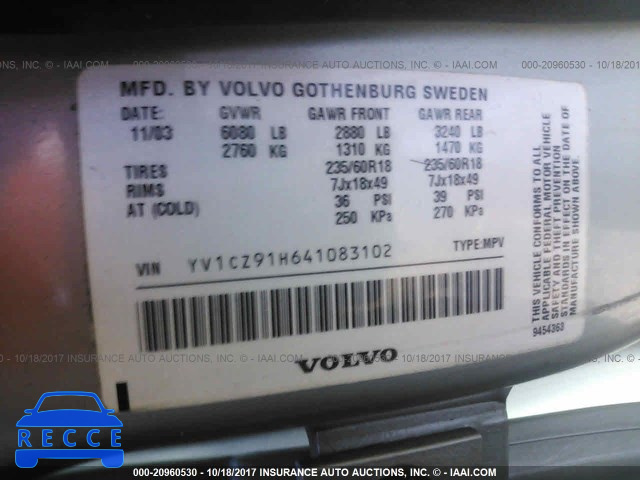 000-20960530 - 10/18/2017 INSURANCE AUTO AUCTIONS - IAAI.COM
MFD. BY VOLVO GOTHENBURG SWEDEN
DATE: GVWR GAWR FRONT GAWR REAR
11/03 6080 LB 2880 LB 3240 LB
2760 KG 1310 KG 1470 KG
TIRES 235/60R18 235/60R18
RIMS 7Jx18x49 7Jx18x49
AT (COLD) 36 PSI 39 PSI
250 KPa 270 KPa
VIN YV1CZ91H641083102 TYPE: MPV
VOLVO
THIS VEHICLE CONFORMS TO ALL
APPLICABLE FEDERAL MOTOR VEHICLE
SAFETY AND THEFT PREVENTION
STANDARDS IN EFFECT ON THE DATE OF
MANUFACTURE SHOWN ABOVE.
9454363
RECCE
000-20960530 - 10/18/2017 INSURANCE AUTO AUCTIONS - IAAI.COM